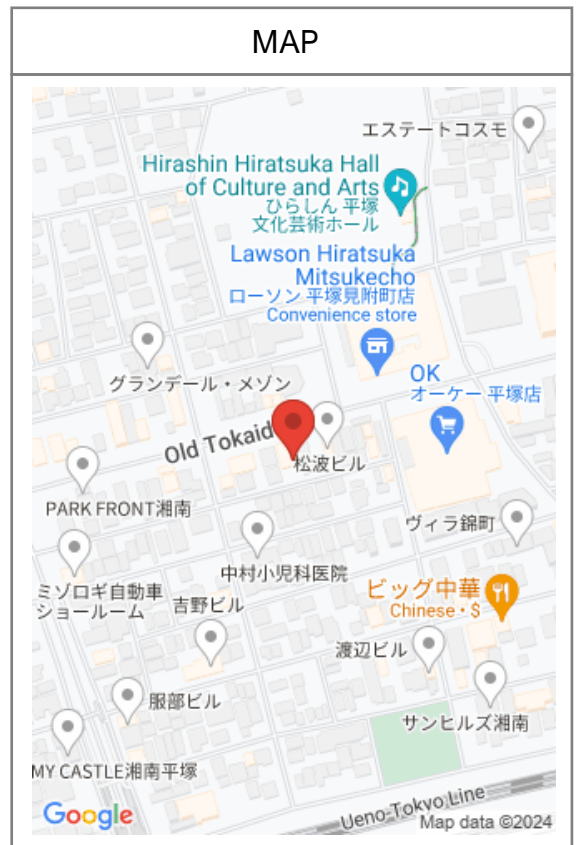 MAP
エステートコスモ
Hirashin Hiratsuka Hall
of Culture and Arts
ひらしん 平塚
文化芸術ホール
Lawson Hiratsuka
Mitsukecho
ローソン 平塚見附町店
Convenience store
グランデール・メゾン
OK
オーケー 平塚店
Old Tokaid
松波ビル
PARK FRONT湘南
ヴィラ錦町
中村小児科医院
ミゾロギ自動車
ショールーム
吉野ビル
ビッグ中華
Chinese・$
渡辺ビル
服部ビル
サンヒルズ湘南
MY CASTLE湘南平塚
Ueno-Tokyo Line
Google
Map data ©2024